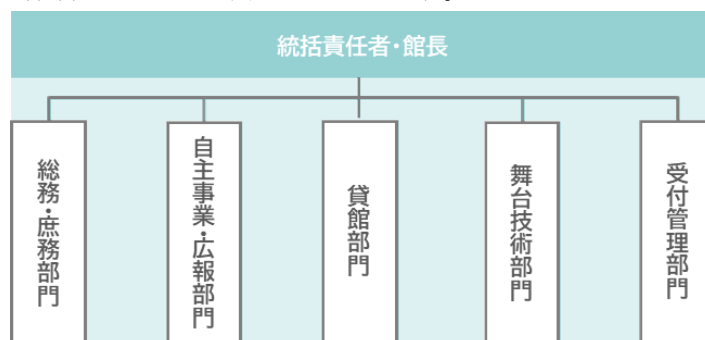 統括責任者・館長
総務・庶務部門
自主事業・広報部門
貸館部門
舞台技術部門
受付管理部門